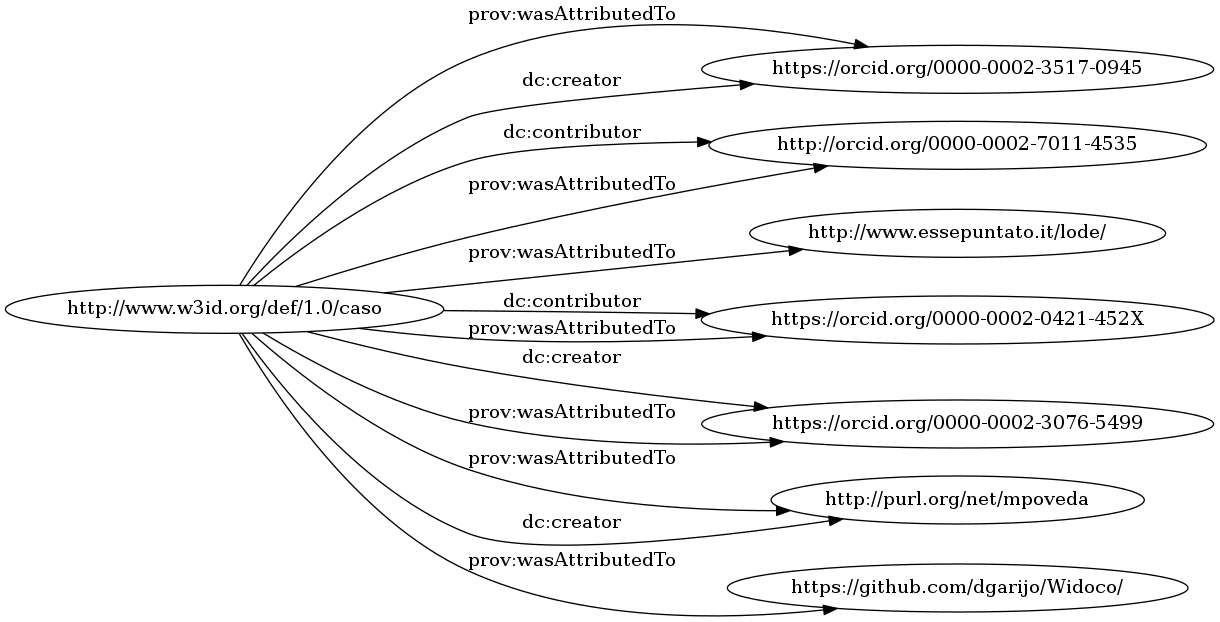 prov:wasAttributedTo
https://orcid.org/0000-0002-3517-0945
dc:creator
dc:contributor
http://orcid.org/0000-0002-7011-4535
prov:wasAttributedTo
http://www.essepuntato.it/lode/
prov:wasAttributedTo
http://www.w3id.org/def/1.0/caso
dc:contributor
https://orcid.org/0000-0002-0421-452X
prov:wasAttributedTo
dc:creator
prov:wasAttributedTo
https://orcid.org/0000-0002-3076-5499
prov:wasAttributedTo
http://purl.org/net/mpoveda
dc:creator
prov:wasAttributedTo
https://github.com/dgarijo/Widoco/